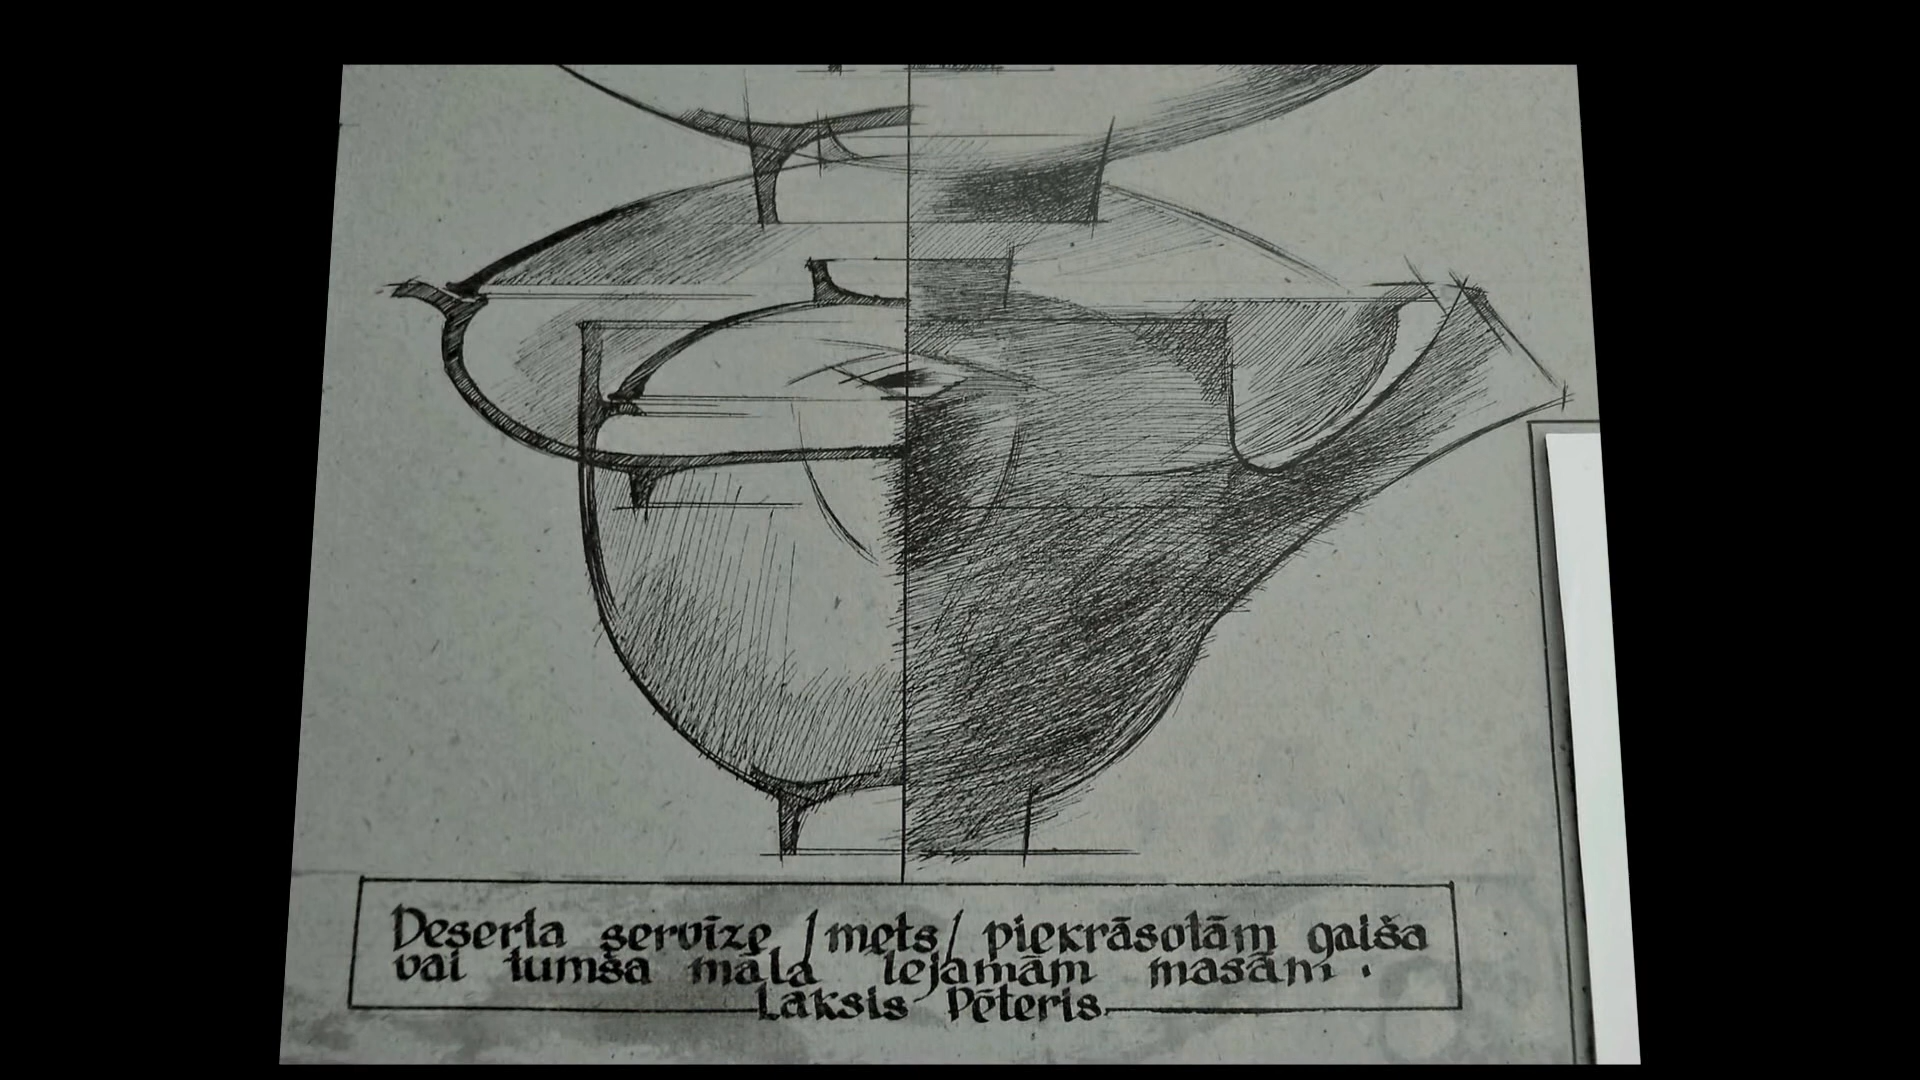 Deserta servīze /mets/ piekrāsotām gaiša
vai tumša māla lejamām masām.
Laksis Pēteris